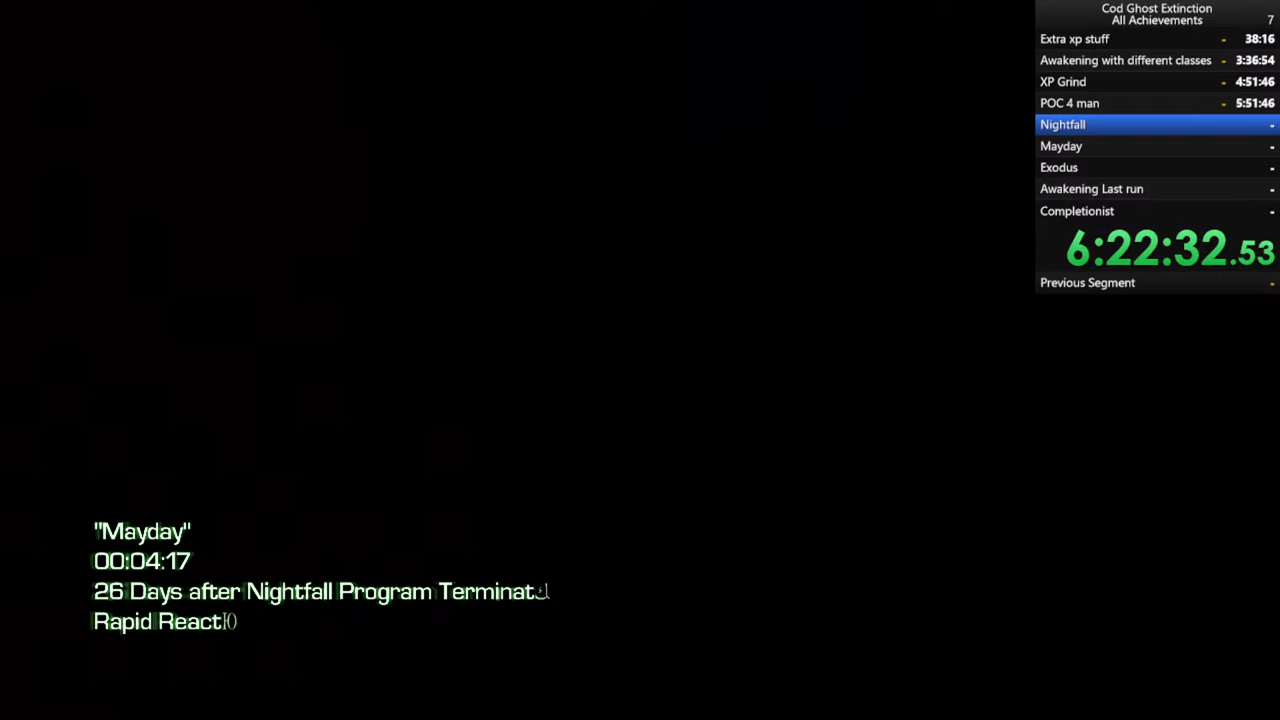 Cod Ghost Extinction
All Achievements 7
Extra xp stuff - 38:16
Awakening with different classes - 3:36:54
XP Grind - 4:51:46
POC 4 man - 5:51:46
Nightfall -
Mayday -
Exodus -
Awakening Last run -
Completionist -
6:22:32.53
Previous Segment -
"Mayday"
00:04:17
26 Days after Nightfall Program Terminat
Rapid React